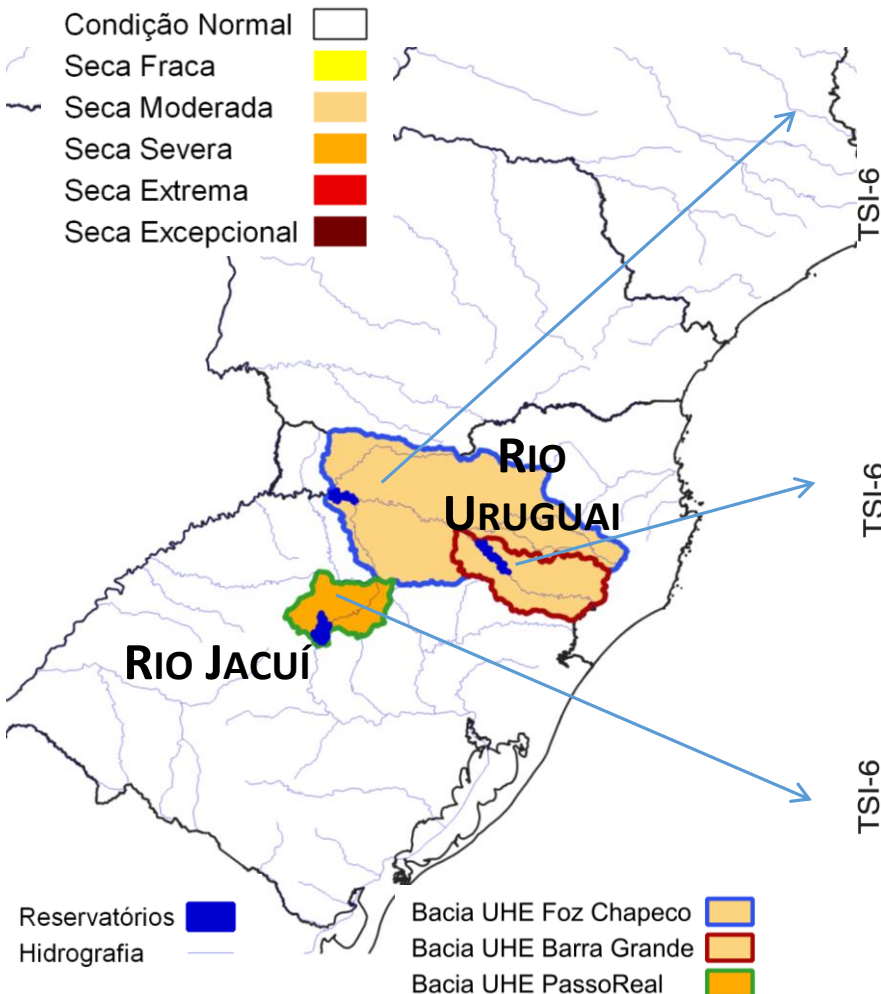 Condição Normal
Seca Fraca
Seca Moderada
Seca Severa
Seca Extrema
Seca Excepcional
TSI-6
RIO
URUGUAI
TSI-6
RIO JACUÍ
TSI-6
Reservatórios
Hidrografia
Bacia UHE Foz Chapeco
Bacia UHE Barra Grande
Bacia UHE PassoReal